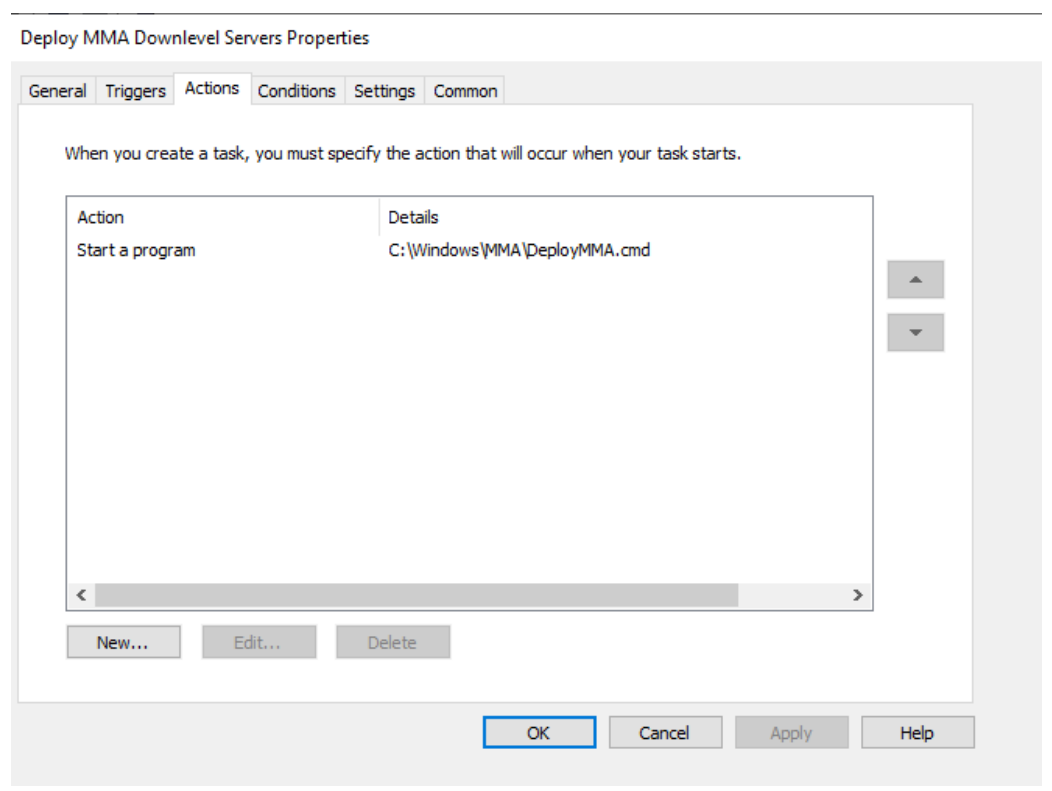 Deploy MMA Downlevel Servers Properties
General Triggers Actions Conditions Settings Common
When you create a task, you must specify the action that will occur when your task starts.
Action Details
Start a program C:\Windows\MMA\DeployMMA.cmd
New... Edit... Delete
OK Cancel Apply Help